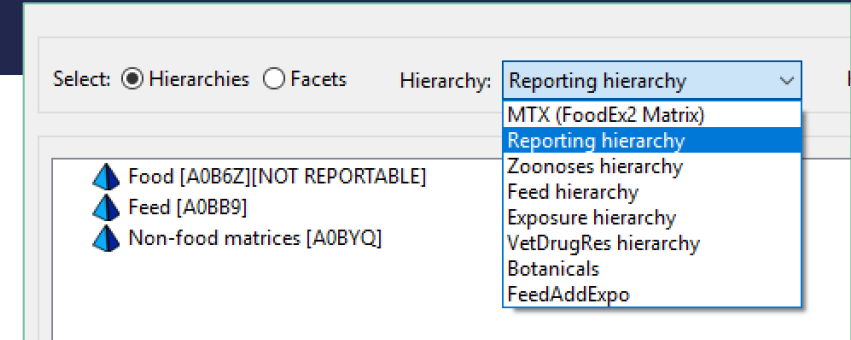 Select: Hierarchies Facets Hierarchy: Reporting hierarchy
MTX (FoodEx2 Matrix)
Reporting hierarchy
Zoonoses hierarchy
Feed hierarchy
Exposure hierarchy
VetDrugRes hierarchy
Botanicals
FeedAddExpo
Food [A0B6Z][NOT REPORTABLE]
Feed [A0BB9]
Non-food matrices [A0BYQ]